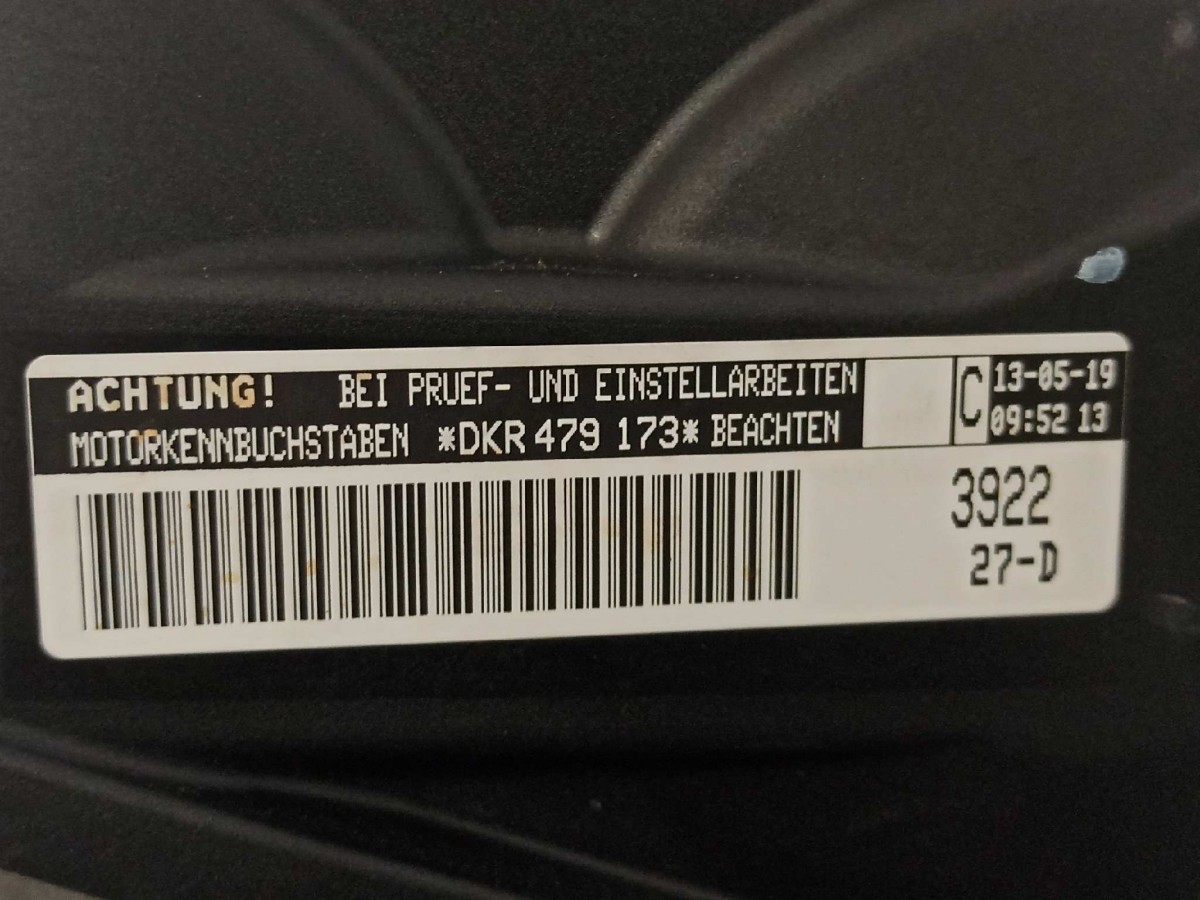 ACHTUNG! BEI PRUEF- UND EINSTELLARBEITEN
MOTORKENNBUCHSTABEN *DKR 479 173* BEACHTEN
C
13-05-19
09:52 13
3922
27-D